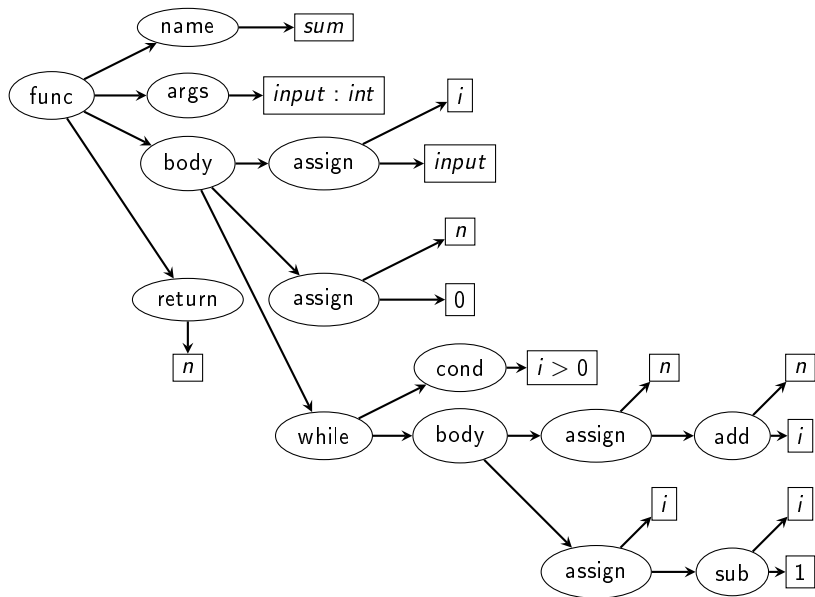 name sum
func args input : int i
body assign input
n
return assign 0
n cond i > 0 n n
while body assign add i
i i
assign sub 1